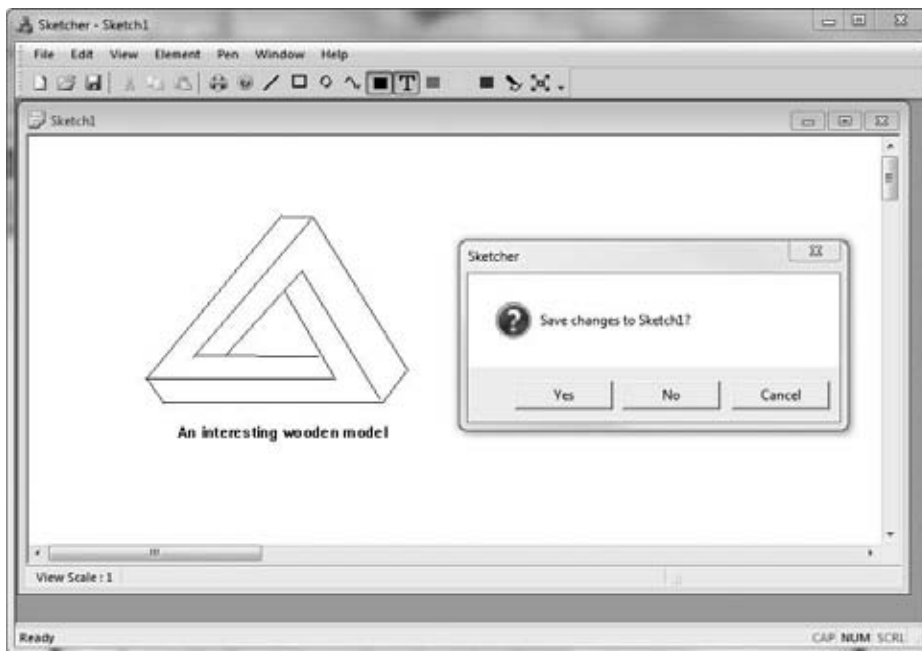 Sketcher - Sketch1
File Edit View Element Pen Window Help
T
Sketch1
Sketcher
?
Save changes to Sketch1?
Yes No Cancel
An interesting wooden model
View Scale : 1
Ready CAP NUM SCRL